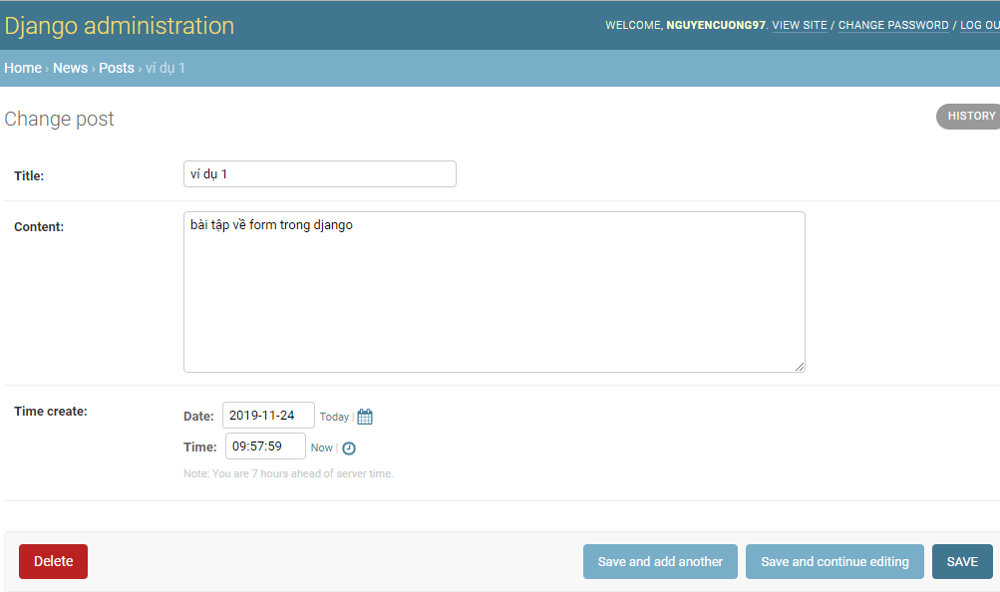 Django administration
WELCOME, NGUYENCUONG97. VIEW SITE / CHANGE PASSWORD / LOG OU
Home › News › Posts › ví dụ 1
Change post
HISTORY
Title: ví dụ 1
Content: bài tập về form trong django
Time create:
Date: 2019-11-24 Today |
Time: 09:57:59 Now |
Note: You are 7 hours ahead of server time.
Delete Save and add another Save and continue editing SAVE